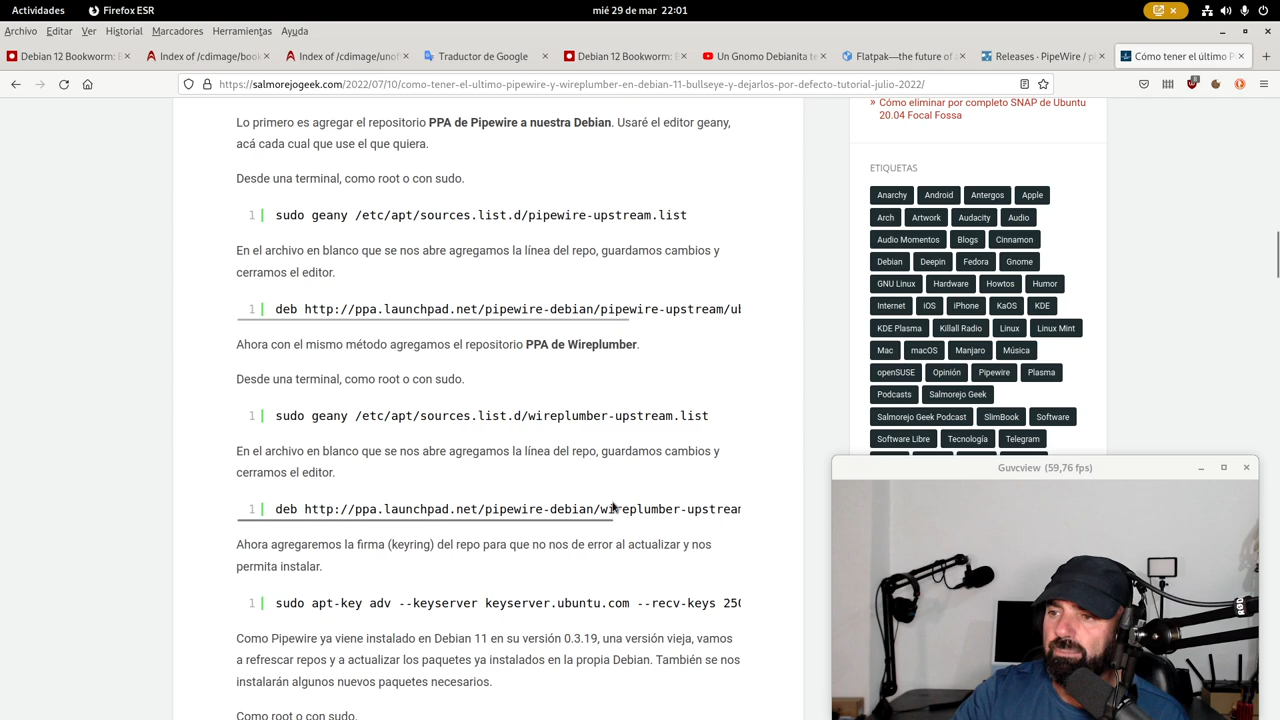 Actividades
Firefox ESR
mié 29 de mar 22:01
Archivo Editar Ver Historial Marcadores Herramientas Ayuda
Debian 12 Bookworm: E
Index of /cdimage/book
Index of /cdimage/unof
Traductor de Google
Debian 12 Bookworm: E
Un Gnomo Debianita te
Flatpak—the future of a
Releases · PipeWire / pi
Cómo tener el último P
https://salmorejogeek.com/2022/07/10/como-tener-el-ultimo-pipewire-y-wireplumber-en-debian-11-bullseye-y-dejarlos-por-defecto-tutorial-julio-2022/
Lo primero es agregar el repositorio PPA de Pipewire a nuestra Debian. Usaré el editor geany,
acá cada cual que use el que quiera.
Desde una terminal, como root o con sudo.
1 sudo geany /etc/apt/sources.list.d/pipewire-upstream.list
En el archivo en blanco que se nos abre agregamos la línea del repo, guardamos cambios y
cerramos el editor.
1 deb http://ppa.launchpad.net/pipewire-debian/pipewire-upstream/ub
Ahora con el mismo método agregamos el repositorio PPA de Wireplumber.
Desde una terminal, como root o con sudo.
1 sudo geany /etc/apt/sources.list.d/wireplumber-upstream.list
En el archivo en blanco que se nos abre agregamos la línea del repo, guardamos cambios y
cerramos el editor.
1 deb http://ppa.launchpad.net/pipewire-debian/wireplumber-upstream
Ahora agregaremos la firma (keyring) del repo para que no nos de error al actualizar y nos
permita instalar.
1 sudo apt-key adv --keyserver keyserver.ubuntu.com --recv-keys 25
Como Pipewire ya viene instalado en Debian 11 en su versión 0.3.19, una versión vieja, vamos
a refrescar repos y a actualizar los paquetes ya instalados en la propia Debian. También se nos
instalarán algunos nuevos paquetes necesarios.
Como root o con sudo.
» Cómo eliminar por completo SNAP de Ubuntu
20.04 Focal Fossa
ETIQUETAS
Anarchy Android Antergos Apple
Arch Artwork Audacity Audio
Audio Momentos Blogs Cinnamon
Debian Deepin Fedora Gnome
GNU Linux Hardware Howtos Humor
Internet iOS iPhone KaOS KDE
KDE Plasma Killall Radio Linux Linux Mint
Mac macOS Manjaro Música
openSUSE Opinión Pipewire Plasma
Podcasts Salmorejo Geek
Salmorejo Geek Podcast SlimBook Software
Software Libre Tecnología Telegram
Guvcview (59,76 fps)
RØDE